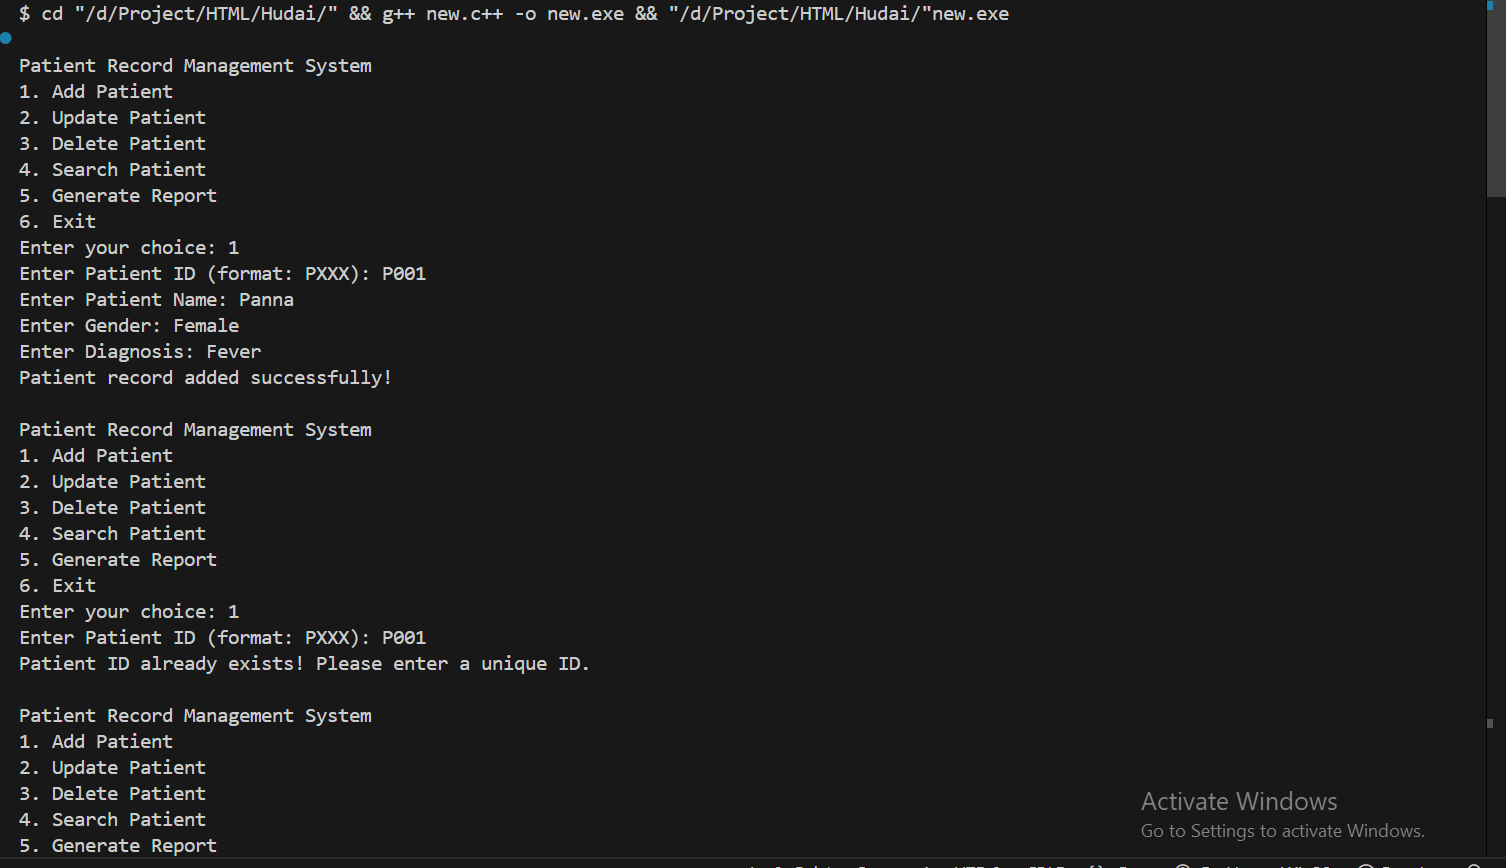 $ cd "/d/Project/HTML/Hudai/" && g++ new.c++ -o new.exe && "/d/Project/HTML/Hudai/"new.exe
Patient Record Management System
1. Add Patient
2. Update Patient
3. Delete Patient
4. Search Patient
5. Generate Report
6. Exit
Enter your choice: 1
Enter Patient ID (format: PXXX): P001
Enter Patient Name: Panna
Enter Gender: Female
Enter Diagnosis: Fever
Patient record added successfully!
Patient Record Management System
1. Add Patient
2. Update Patient
3. Delete Patient
4. Search Patient
5. Generate Report
6. Exit
Enter your choice: 1
Enter Patient ID (format: PXXX): P001
Patient ID already exists! Please enter a unique ID.
Patient Record Management System
1. Add Patient
2. Update Patient
3. Delete Patient
4. Search Patient
5. Generate Report
Activate Windows
Go to Settings to activate Windows.